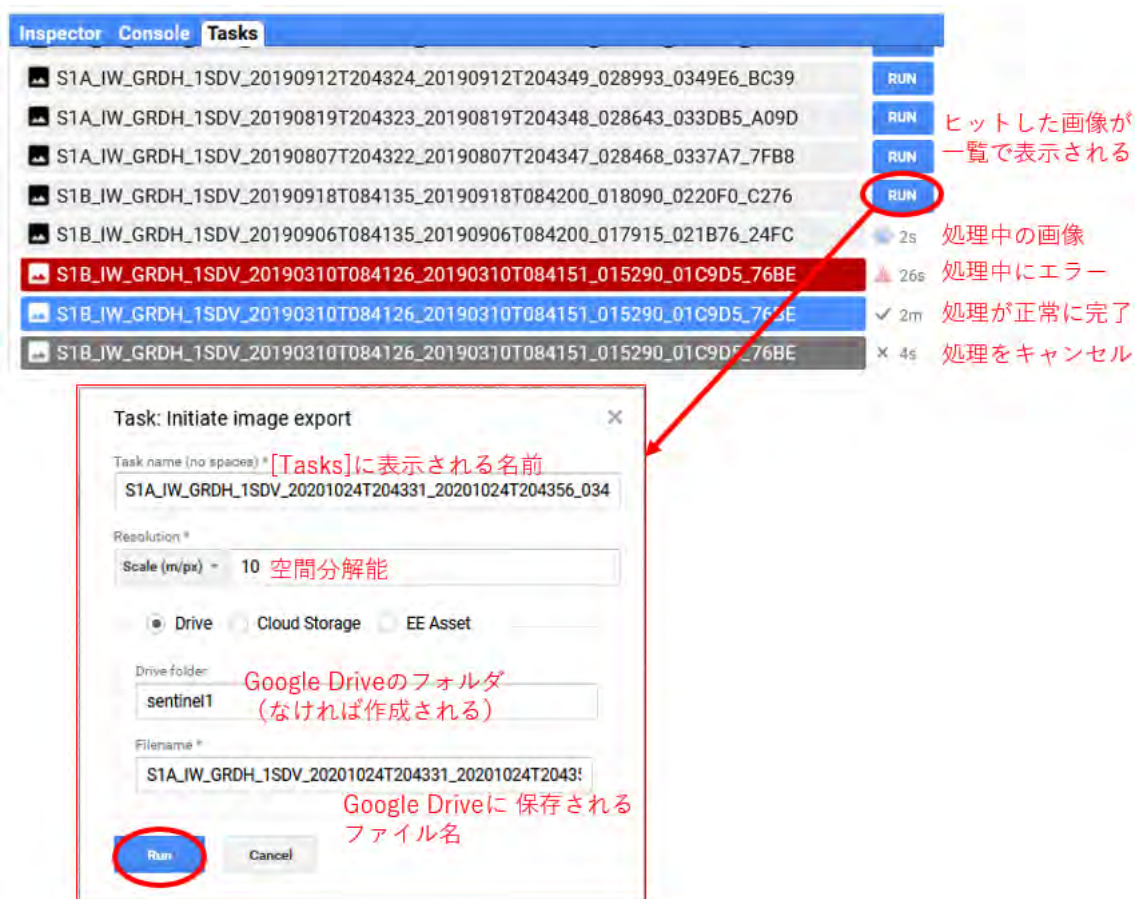 Inspector Console Tasks
S1A_IW_GRDH_1SDV_20190912T204324_20190912T204349_028993_0349E6_BC39 RUN
S1A_IW_GRDH_1SDV_20190819T204323_20190819T204348_028643_033DB5_A09D RUN
ヒットした画像が
一覧で表示される
S1A_IW_GRDH_1SDV_20190807T204322_20190807T204347_028468_0337A7_7FB8 RUN
S1B_IW_GRDH_1SDV_20190918T084135_20190918T084200_018090_0220F0_C276 RUN
S1B_IW_GRDH_1SDV_20190906T084135_20190906T084200_017915_021B76_24FC 2s 処理中の画像
S1B_IW_GRDH_1SDV_20190310T084126_20190310T084151_015290_01C9D5_76BE 26s 処理中にエラー
S1B_IW_GRDH_1SDV_20190310T084126_20190310T084151_015290_01C9D5_76BE 2m 処理が正常に完了
S1B_IW_GRDH_1SDV_20190310T084126_20190310T084151_015290_01C9D5_76BE 4s 処理をキャンセル
Task: Initiate image export
Task name (no spaces) * [Tasks]に表示される名前
S1A_IW_GRDH_1SDV_20201024T204331_20201024T204356_034
Resolution *
Scale (m/px) 10 空間分解能
Drive Cloud Storage EE Asset
Drive folder
Google Driveのフォルダ
sentinel1
（なければ作成される）
Filename *
S1A_IW_GRDH_1SDV_20201024T204331_20201024T2043
Google Driveに 保存される
ファイル名
Run Cancel